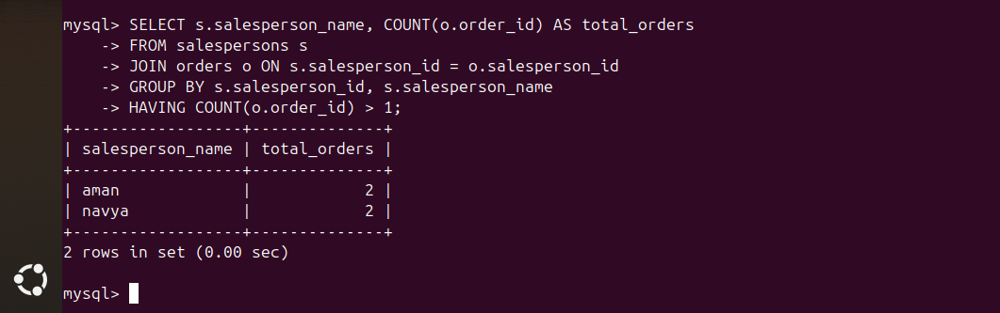 mysql> SELECT s.salesperson_name, COUNT(o.order_id) AS total_orders
    -> FROM salespersons s
    -> JOIN orders o ON s.salesperson_id = o.salesperson_id
    -> GROUP BY s.salesperson_id, s.salesperson_name
    -> HAVING COUNT(o.order_id) > 1;
+------------------+--------------+
| salesperson_name | total_orders |
+------------------+--------------+
| aman             |            2 |
| navya            |            2 |
+------------------+--------------+
2 rows in set (0.00 sec)
mysql>